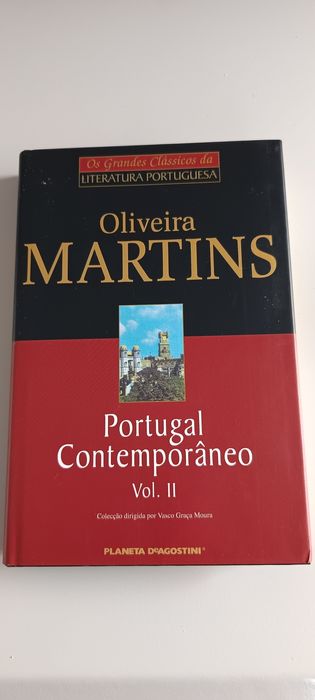 Os Grandes Clássicos da
LITERATURA PORTUGUESA
Oliveira
MARTINS
Portugal
Contemporâneo
Vol. II
Colecção dirigida por Vasco Graça Moura
PLANETA DeAGOSTINI®